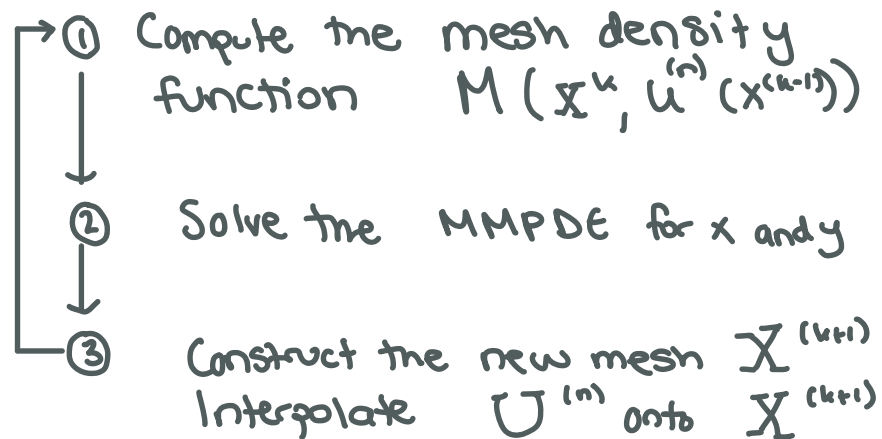 ① Compute the mesh density
function M(X^k, u^(n)(x^(k-1)))
② Solve the MMPDE for x and y
③ Construct the new mesh X^(k+1)
Interpolate U^(n) onto X^(k+1)